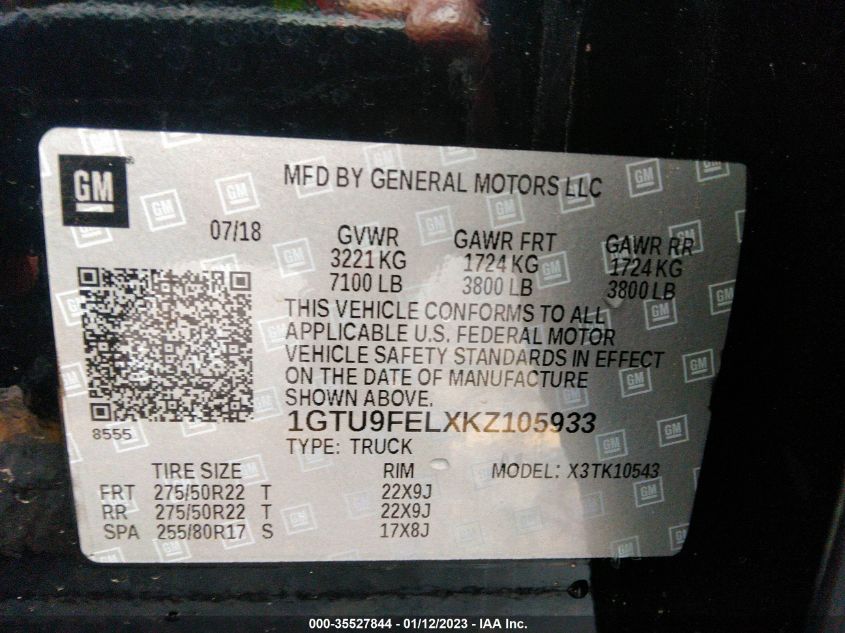 GM
MFD BY GENERAL MOTORS LLC
07/18
GVWR GAWR FRT GAWR RR
3221 KG 1724 KG 1724 KG
7100 LB 3800 LB 3800 LB
THIS VEHICLE CONFORMS TO ALL
APPLICABLE U.S. FEDERAL MOTOR
VEHICLE SAFETY STANDARDS IN EFFECT
ON THE DATE OF MANUFACTURE
SHOWN ABOVE.
8555
1GTU9FELXKZ105933
TYPE: TRUCK
TIRE SIZE RIM MODEL: X3TK10543
FRT 275/50R22 T 22X9J
RR 275/50R22 T 22X9J
SPA 255/80R17 S 17X8J
000-35527844 - 01/12/2023 - IAA Inc.